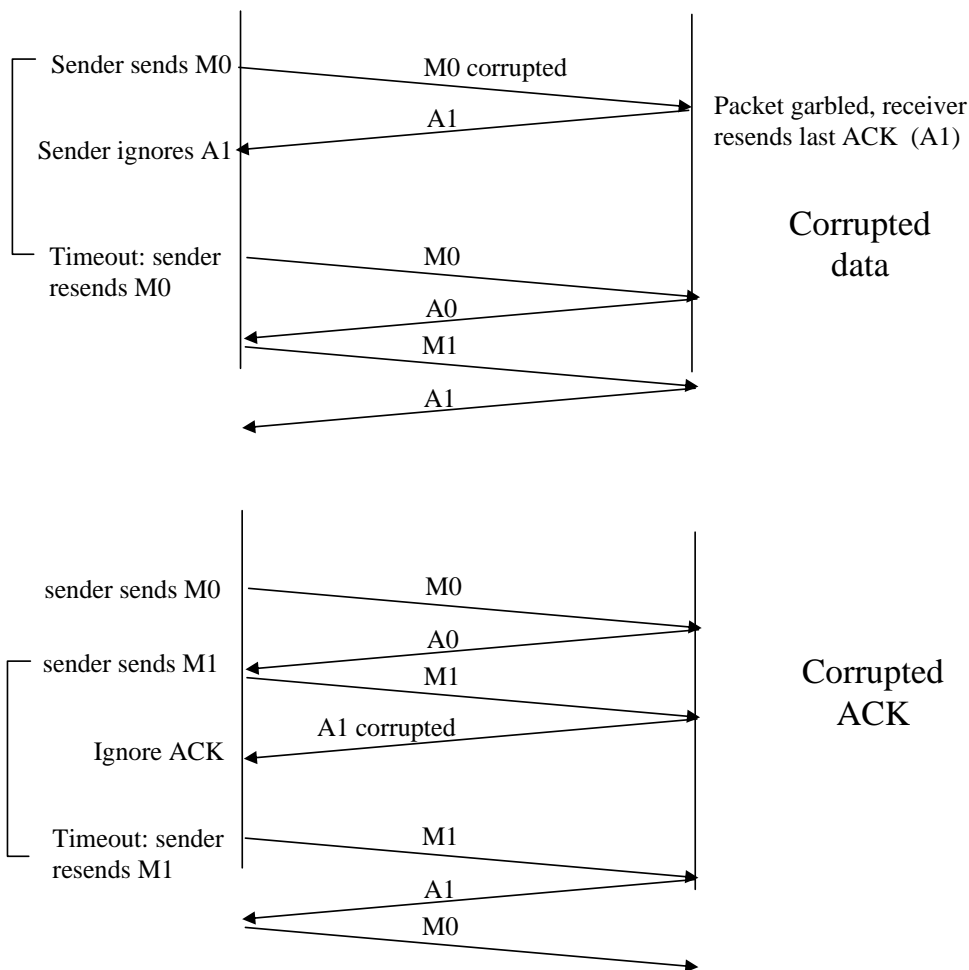 Sender sends M0
M0 corrupted
A1
Packet garbled, receiver
resends last ACK (A1)
Sender ignores A1
Corrupted
data
Timeout: sender
resends M0
M0
A0
M1
A1
sender sends M0
M0
A0
sender sends M1
M1
Corrupted
ACK
A1 corrupted
Ignore ACK
Timeout: sender
resends M1
M1
A1
M0